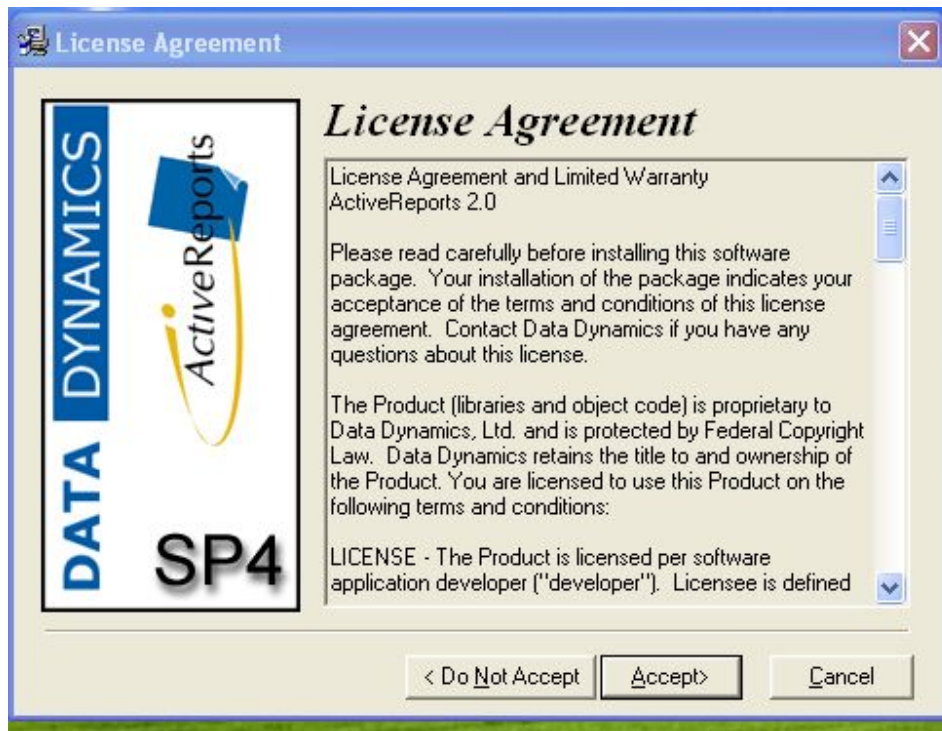 License Agreement
DATA DYNAMICS
ActiveReports
SP4
License Agreement
License Agreement and Limited Warranty
ActiveReports 2.0
Please read carefully before installing this software
package.  Your installation of the package indicates your
acceptance of the terms and conditions of this license
agreement.  Contact Data Dynamics if you have any
questions about this license.
The Product (libraries and object code) is proprietary to
Data Dynamics, Ltd. and is protected by Federal Copyright
Law.  Data Dynamics retains the title to and ownership of
the Product. You are licensed to use this Product on the
following terms and conditions:
LICENSE - The Product is licensed per software
application developer ("developer").  Licensee is defined
< Do Not Accept
Accept>
Cancel